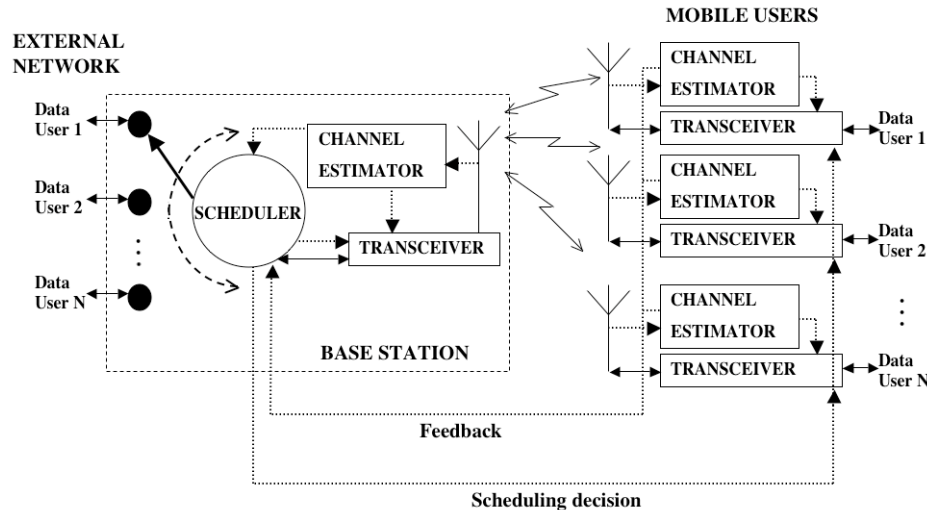 MOBILE USERS
EXTERNAL
NETWORK
Data
User 1
Data
User 2
Data
User N
SCHEDULER
CHANNEL
ESTIMATOR
TRANSCEIVER
BASE STATION
CHANNEL
ESTIMATOR
TRANSCEIVER
Data
User 1
CHANNEL
ESTIMATOR
TRANSCEIVER
Data
User 2
CHANNEL
ESTIMATOR
TRANSCEIVER
Data
User N
Feedback
Scheduling decision